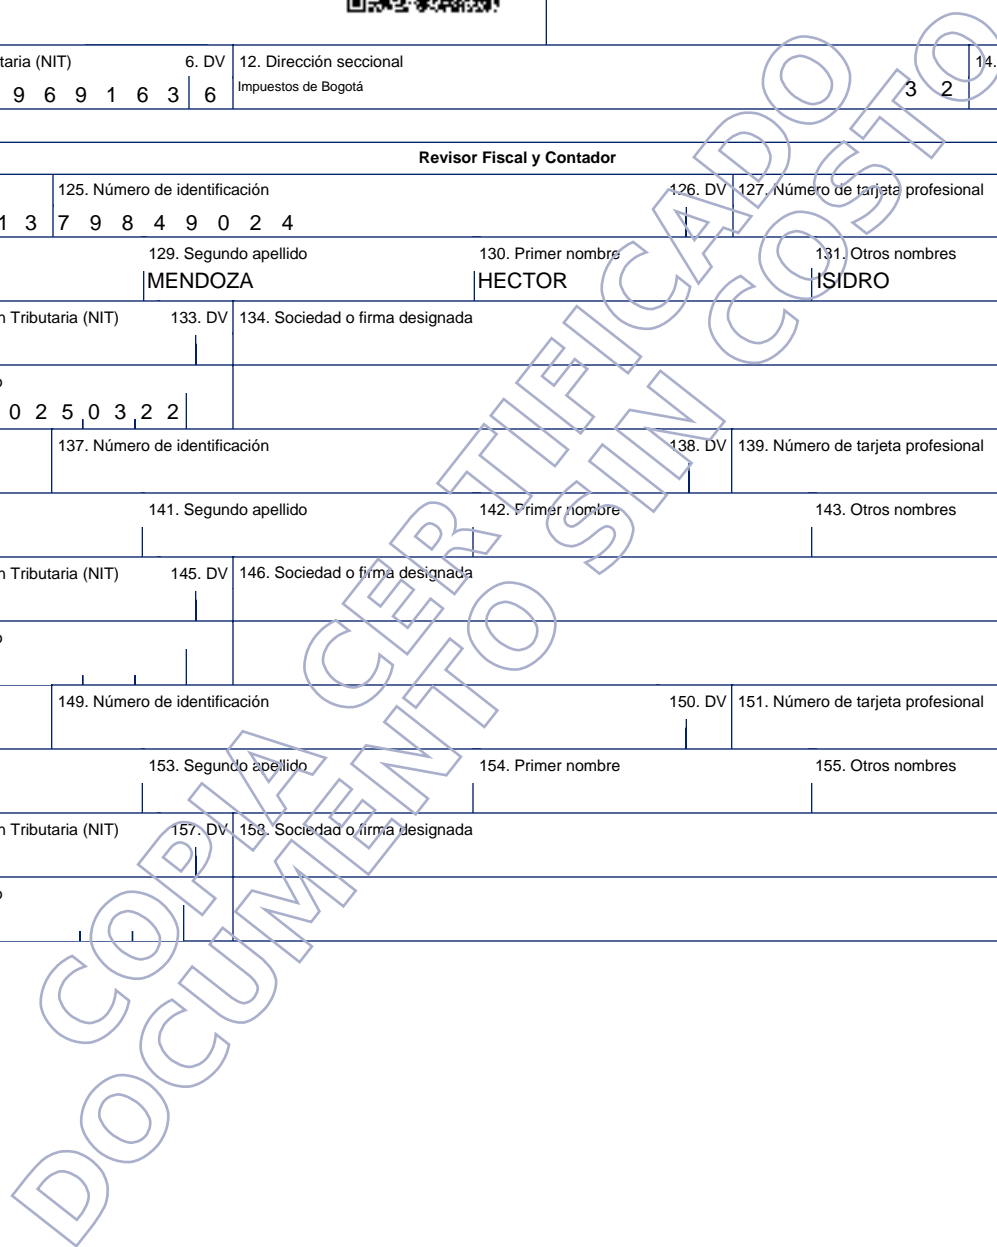 taria (NIT) 6. DV 12. Dirección seccional 14.
9 6 9 1 6 3 6 Impuestos de Bogotá 3 2
Revisor Fiscal y Contador
125. Número de identificación 126. DV 127. Número de tarjeta profesional
1 3 7 9 8 4 9 0 2 4
129. Segundo apellido 130. Primer nombre 131. Otros nombres
MENDOZA HECTOR ISIDRO
n Tributaria (NIT) 133. DV 134. Sociedad o firma designada
o
0 2 5 0 3 2 2
137. Número de identificación 138. DV 139. Número de tarjeta profesional
141. Segundo apellido 142. Primer nombre 143. Otros nombres
n Tributaria (NIT) 145. DV 146. Sociedad o firma designada
o
149. Número de identificación 150. DV 151. Número de tarjeta profesional
153. Segundo apellido 154. Primer nombre 155. Otros nombres
n Tributaria (NIT) 157. DV 158. Sociedad o firma designada
o
COPIA CERTIFICADO
DOCUMENTO SIN COSTO